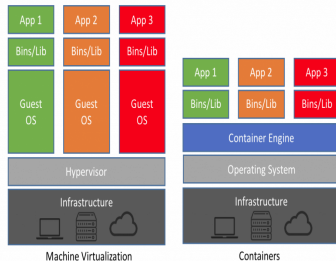 App 1 App 2 App 3
Bins/Lib Bins/Lib Bins/Lib
Guest OS Guest OS Guest OS
Hypervisor
Infrastructure
Machine Virtualization
App 1 App 2 App 3
Bins/Lib Bins/Lib Bins/Lib
Container Engine
Operating System
Infrastructure
Containers